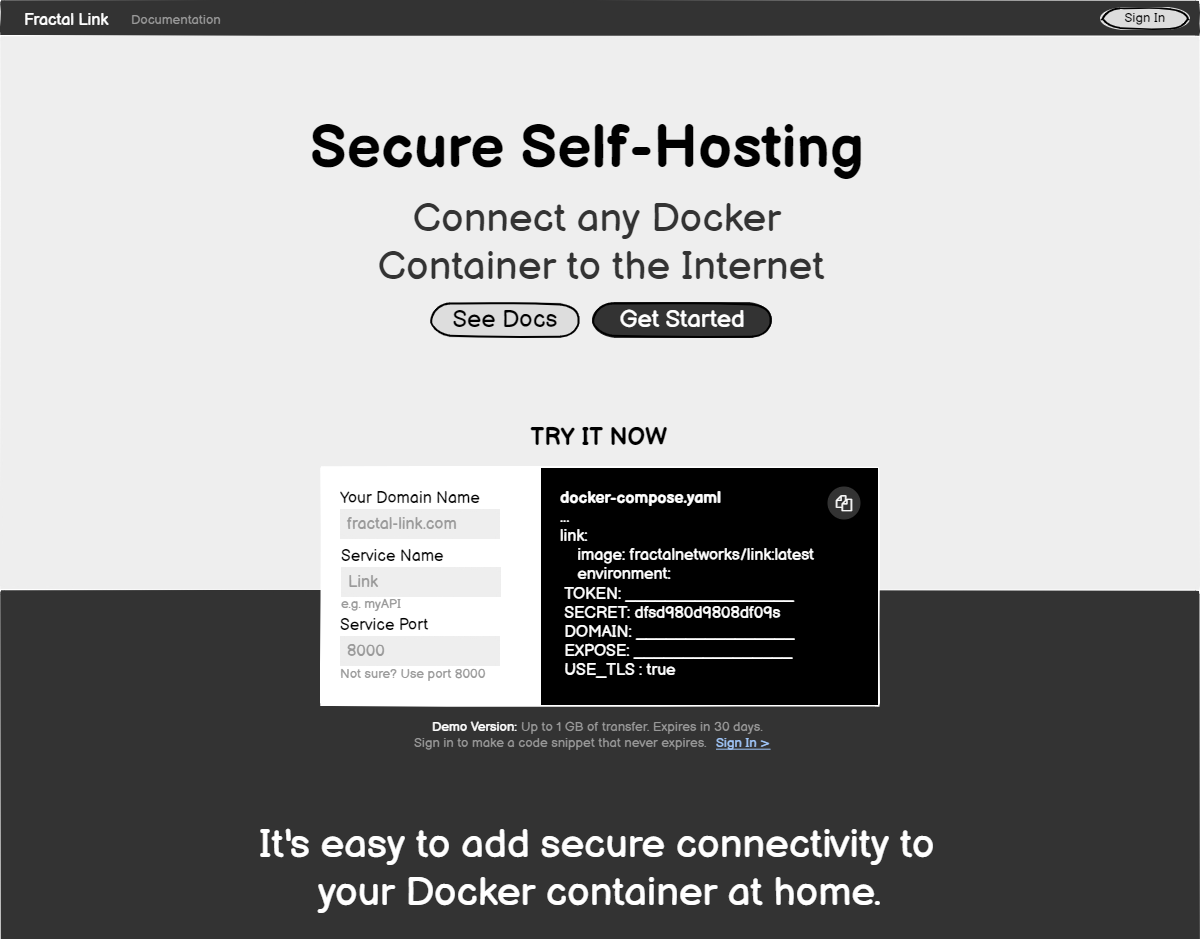 Fractal Link
Documentation
Sign In
Secure Self-Hosting
Connect any Docker
Container to the Internet
See Docs
Get Started
TRY IT NOW
Your Domain Name
fractal-link.com
Service Name
Link
e.g. myAPI
Service Port
8000
Not sure? Use port 8000
docker-compose.yaml
...
link:
image: fractalnetworks/link:latest
environment:
TOKEN: ____________________
SECRET: dfsd980d9808df09s
DOMAIN: ___________________
EXPOSE: ___________________
USE_TLS : true
Demo Version: Up to 1 GB of transfer. Expires in 30 days.
Sign in to make a code snippet that never expires. Sign In >
It's easy to add secure connectivity to
your Docker container at home.